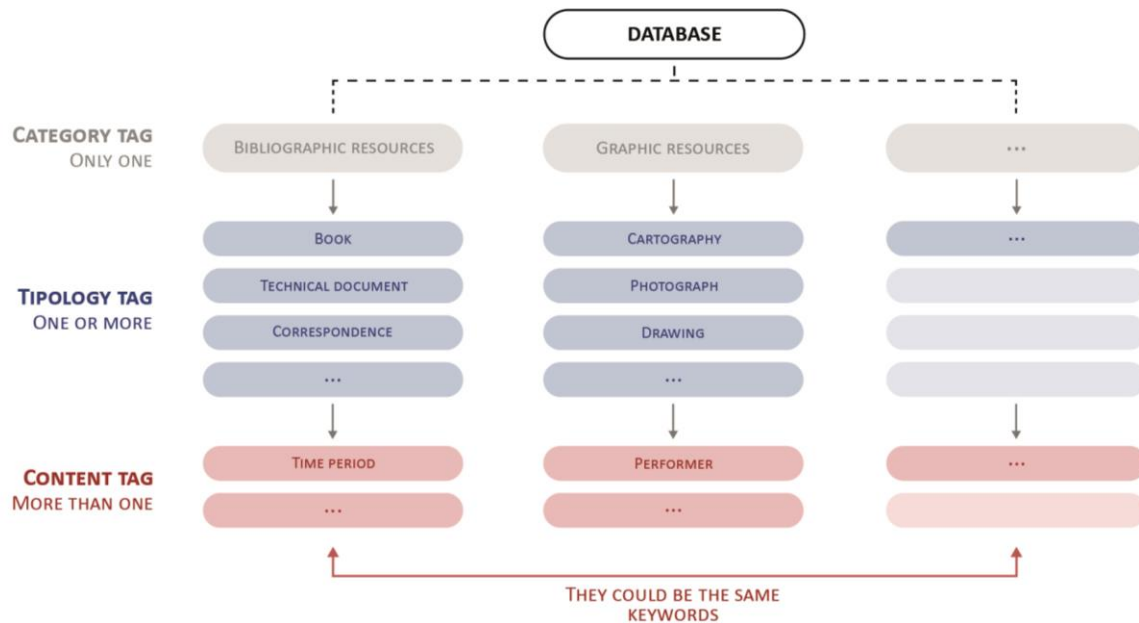 DATABASE
CATEGORY TAG
ONLY ONE
BIBLIOGRAPHIC RESOURCES
GRAPHIC RESOURCES
...
TIPOLOGY TAG
ONE OR MORE
BOOK
CARTOGRAPHY
...
TECHNICAL DOCUMENT
PHOTOGRAPH
CORRESPONDENCE
DRAWING
...
...
CONTENT TAG
MORE THAN ONE
TIME PERIOD
PERFORMER
...
...
...
THEY COULD BE THE SAME
KEYWORDS